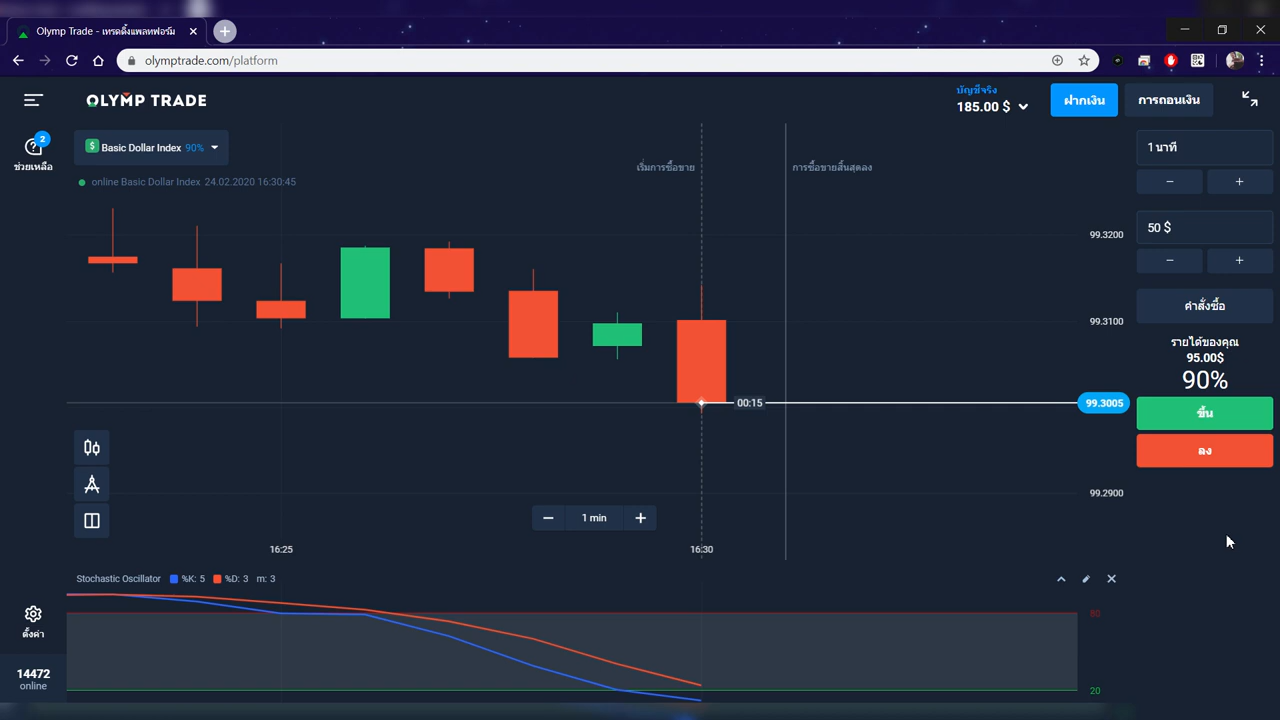 Olymp Trade - เทรดดิ้งแพลทฟอร์ม
olymptrade.com/platform
OLYMP TRADE
บัญชีจริง
185.00 $
ฝากเงิน
การถอนเงิน
2
ช่วยเหลือ
Basic Dollar Index 90%
online Basic Dollar Index 24.02.2020 16:30:45
เริ่มการซื้อขาย
การซื้อขายสิ้นสุดลง
1 นาที
50 $
คำสั่งซื้อ
รายได้ของคุณ
95.00$
90%
ขึ้น
ลง
99.3200
99.3100
00:15
99.3005
99.2900
1 min
16:25
16:30
Stochastic Oscillator %K: 5 %D: 3 m: 3
80
20
ตั้งค่า
14472
online